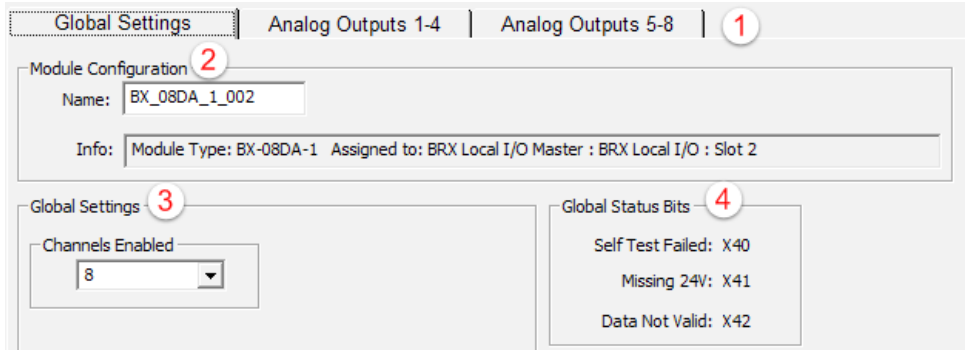 Global Settings Analog Outputs 1-4 Analog Outputs 5-8 1
Module Configuration 2
Name: BX_08DA_1_002
Info: Module Type: BX-08DA-1 Assigned to: BRX Local I/O Master : BRX Local I/O : Slot 2
Global Settings 3
Channels Enabled
8
Global Status Bits 4
Self Test Failed: X40
Missing 24V: X41
Data Not Valid: X42